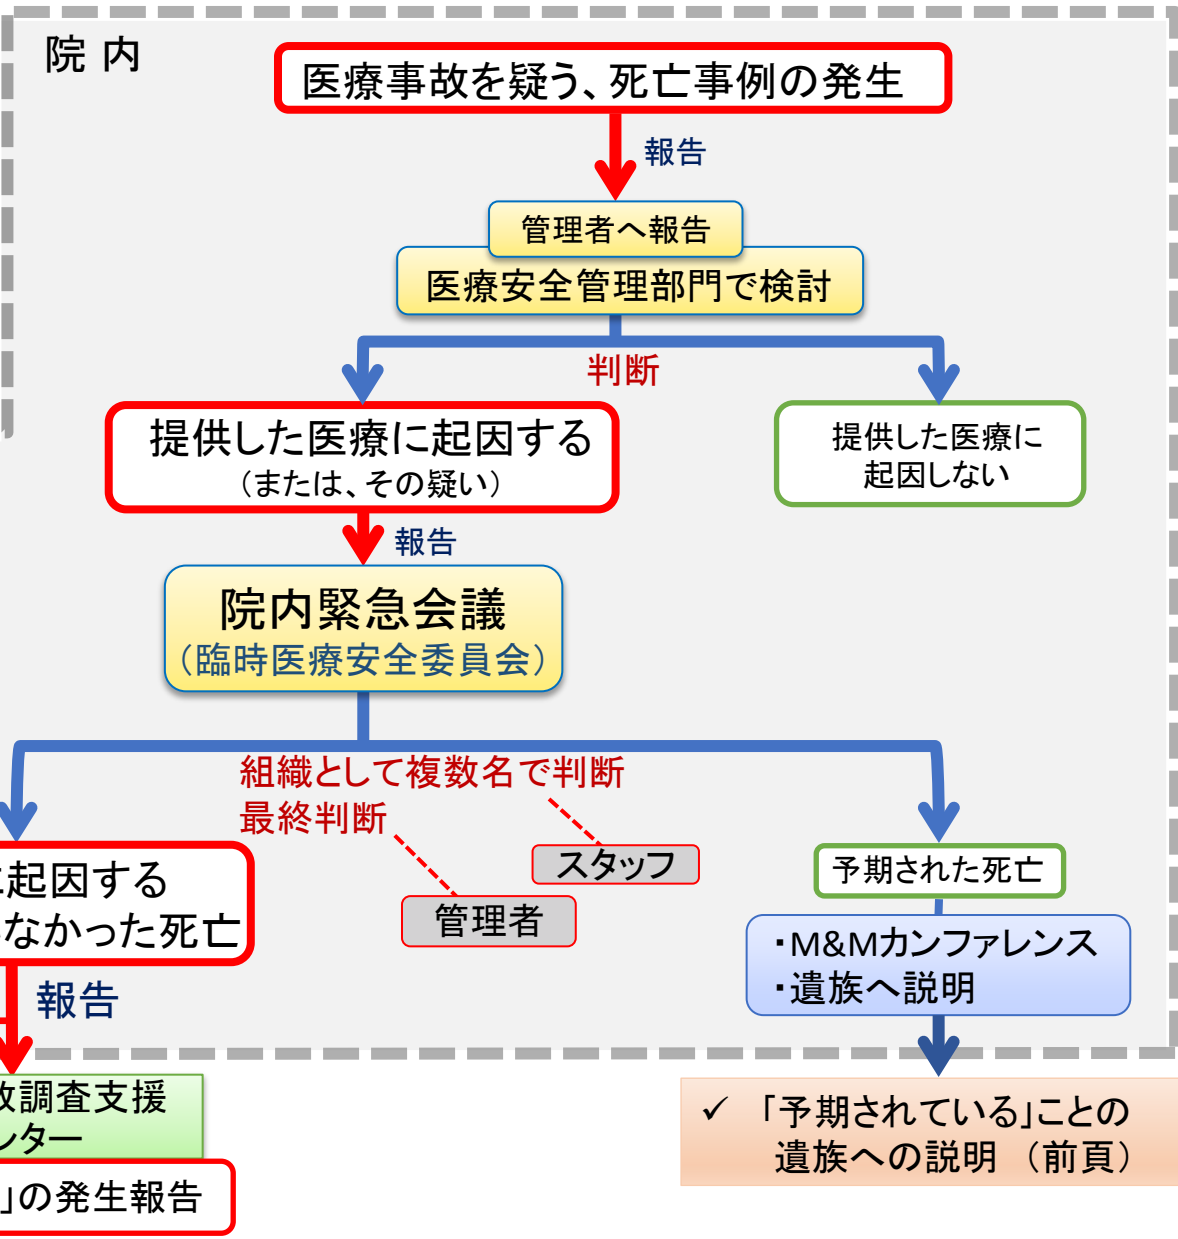 院 内
医療事故を疑う、死亡事例の発生
報告
管理者へ報告
医療安全管理部門で検討
判断
提供した医療に起因する
（または、その疑い）
提供した医療に
起因しない
報告
院内緊急会議
（臨時医療安全委員会）
組織として複数名で判断
最終判断
スタッフ
管理者
に起因する
なかった死亡
報告
予期された死亡
・M&Mカンファレンス
・遺族へ説明
調査支援
ンター
」の発生報告
✓ 「予期されている」ことの
遺族への説明 （前頁）